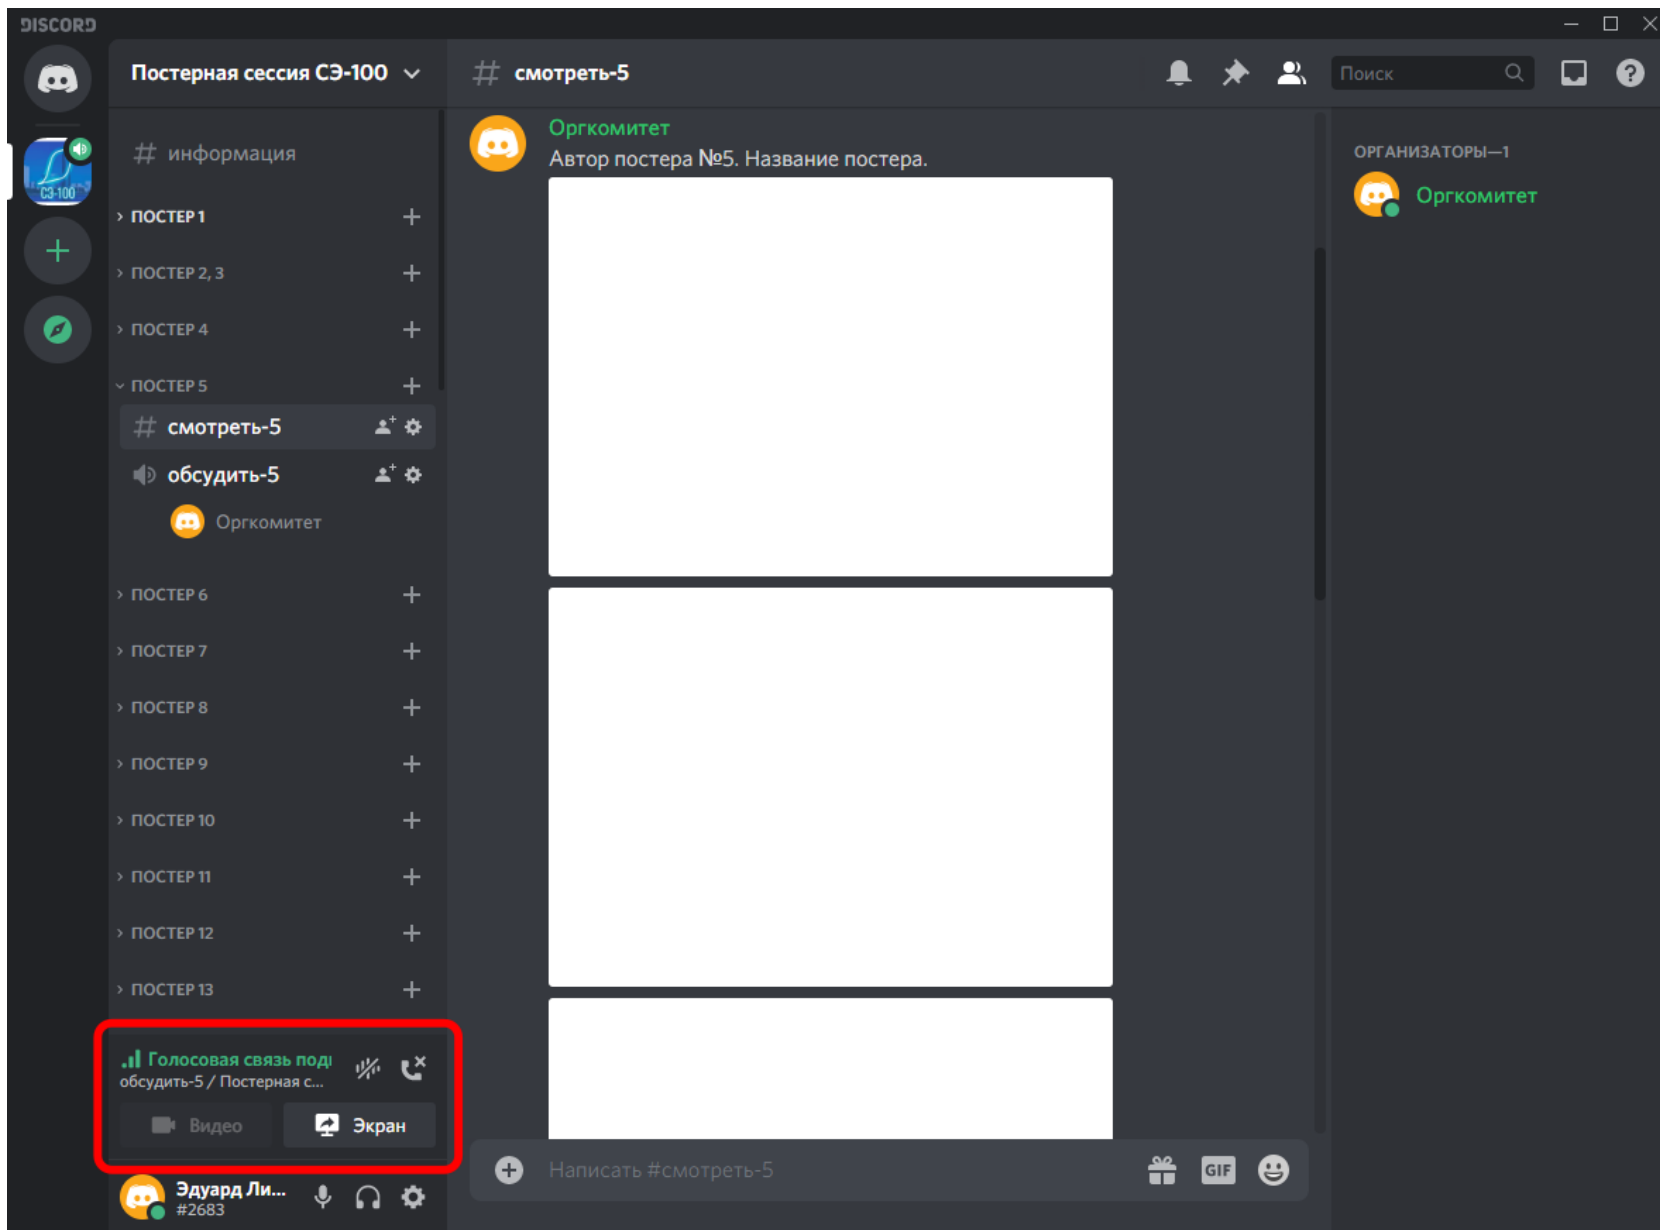 DISCORD
Постерная сессия СЭ-100
смотреть-5
Поиск
СЭ-100
информация
ПОСТЕР 1
ПОСТЕР 2, 3
ПОСТЕР 4
ПОСТЕР 5
смотреть-5
обсудить-5
Оргкомитет
ПОСТЕР 6
ПОСТЕР 7
ПОСТЕР 8
ПОСТЕР 9
ПОСТЕР 10
ПОСТЕР 11
ПОСТЕР 12
ПОСТЕР 13
Голосовая связь подк
обсудить-5 / Постерная с...
Видео
Экран
Эдуард Ли...
#2683
Оргкомитет
Автор постера №5. Название постера.
Написать #смотреть-5
GIF
ОРГАНИЗАТОРЫ—1
Оргкомитет